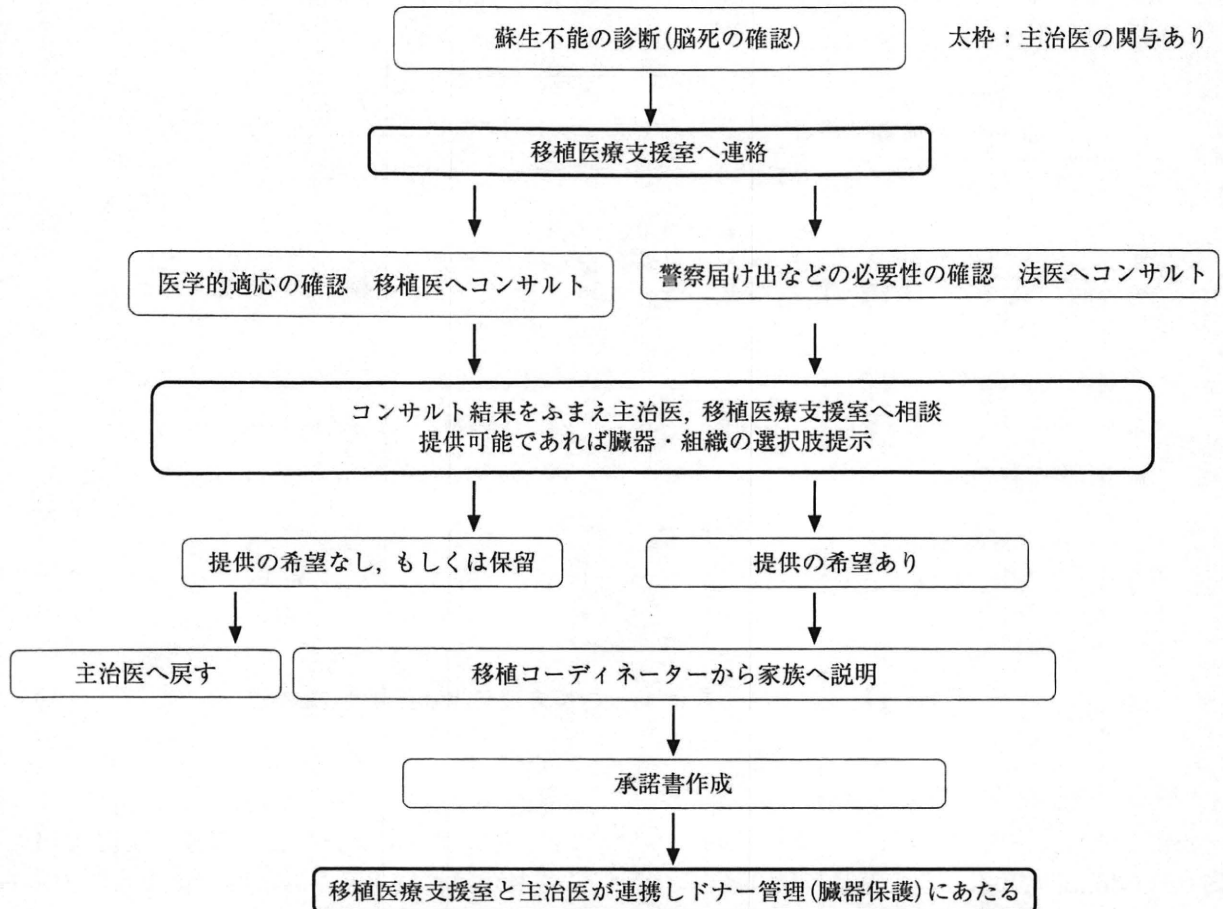 蘇生不能の診断(脳死の確認)
太枠：主治医の関与あり
移植医療支援室へ連絡
医学的適応の確認　移植医へコンサルト
警察届け出などの必要性の確認　法医へコンサルト
コンサルト結果をふまえ主治医, 移植医療支援室へ相談
提供可能であれば臓器・組織の選択肢提示
提供の希望なし, もしくは保留
提供の希望あり
主治医へ戻す
移植コーディネーターから家族へ説明
承諾書作成
移植医療支援室と主治医が連携しドナー管理(臓器保護)にあたる